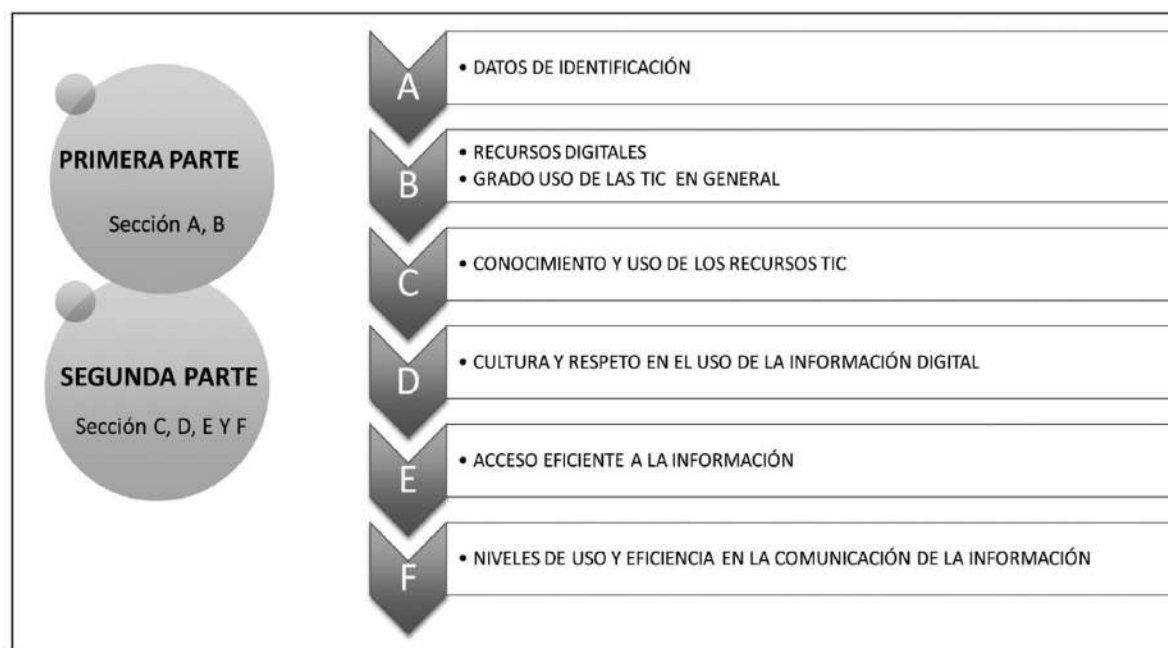 PRIMERA PARTE
Sección A, B
SEGUNDA PARTE
Sección C, D, E Y F
A
• DATOS DE IDENTIFICACIÓN
B
• RECURSOS DIGITALES
• GRADO USO DE LAS TIC EN GENERAL
C
• CONOCIMIENTO Y USO DE LOS RECURSOS TIC
D
• CULTURA Y RESPETO EN EL USO DE LA INFORMACIÓN DIGITAL
E
• ACCESO EFICIENTE A LA INFORMACIÓN
F
• NIVELES DE USO Y EFICIENCIA EN LA COMUNICACIÓN DE LA INFORMACIÓN